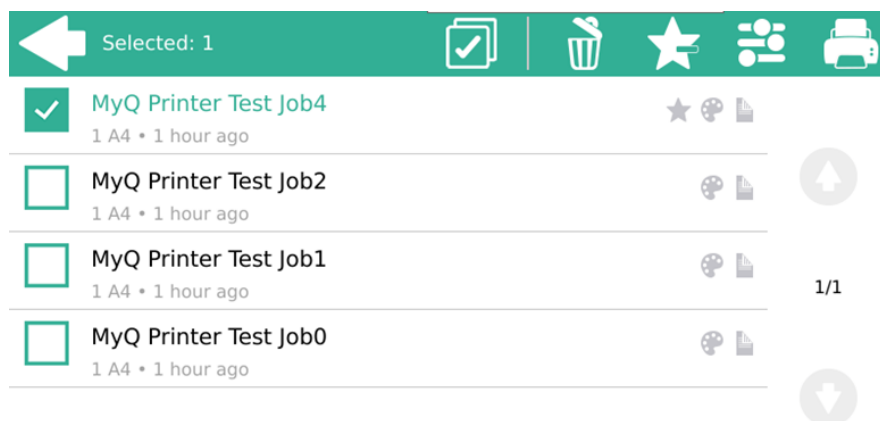 Selected: 1
MyQ Printer Test Job4
1 A4 • 1 hour ago
MyQ Printer Test Job2
1 A4 • 1 hour ago
MyQ Printer Test Job1
1 A4 • 1 hour ago
1/1
MyQ Printer Test Job0
1 A4 • 1 hour ago